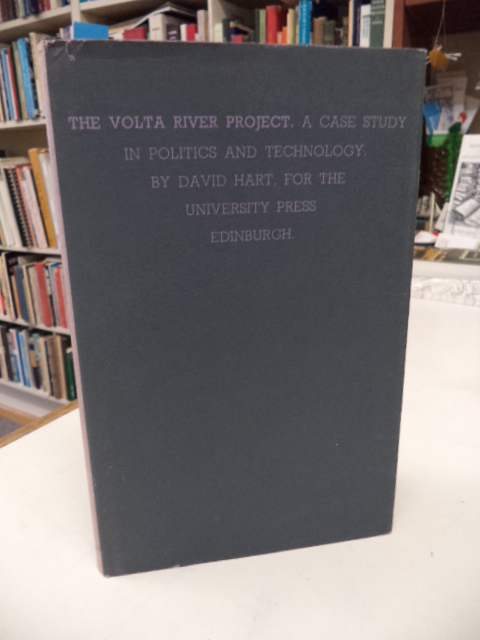 THE VOLTA RIVER PROJECT. A CASE STUDY
IN POLITICS AND TECHNOLOGY.
BY DAVID HART, FOR THE
UNIVERSITY PRESS
EDINBURGH.